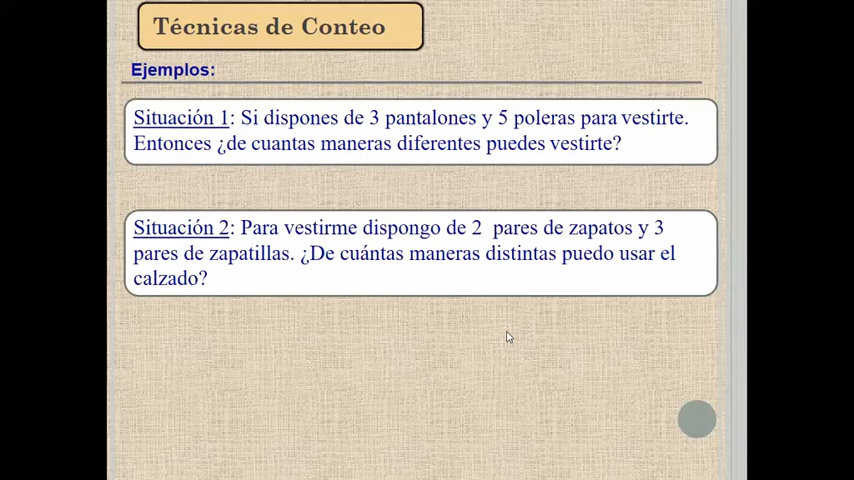 Técnicas de Conteo
Ejemplos:
Situación 1: Si dispones de 3 pantalones y 5 poleras para vestirte.
Entonces ¿de cuantas maneras diferentes puedes vestirte?
Situación 2: Para vestirme dispongo de 2 pares de zapatos y 3
pares de zapatillas. ¿De cuántas maneras distintas puedo usar el
calzado?